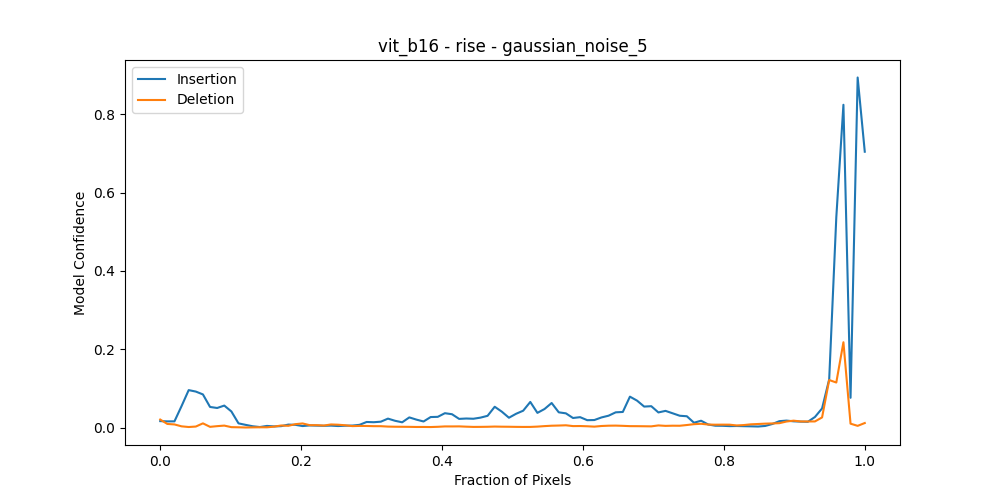 vit_b16 - rise - gaussian_noise_5
Insertion
Deletion
0.8
0.6
0.4
0.2
0.0
Model Confidence
0.0 0.2 0.4 0.6 0.8 1.0
Fraction of Pixels